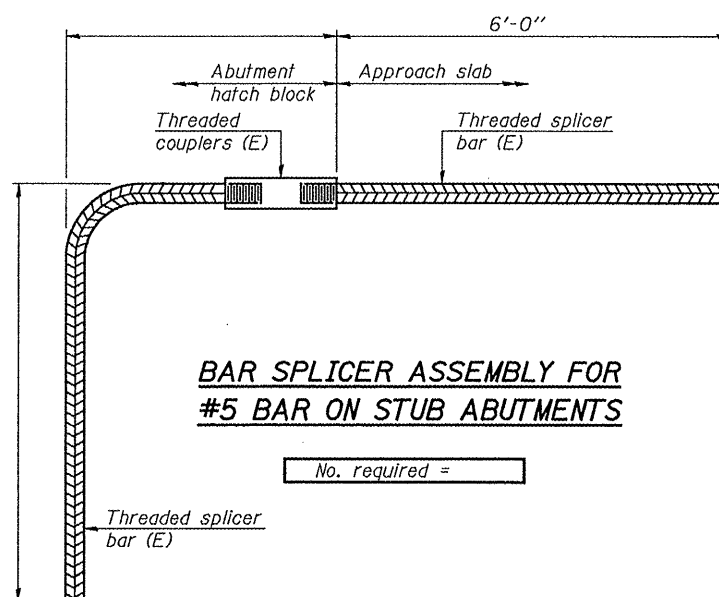 6'-0"
Abutment
hatch block
Approach slab
Threaded
couplers (E)
Threaded splicer
bar (E)
BAR SPLICER ASSEMBLY FOR
#5 BAR ON STUB ABUTMENTS
No. required =
Threaded splicer
bar (E)